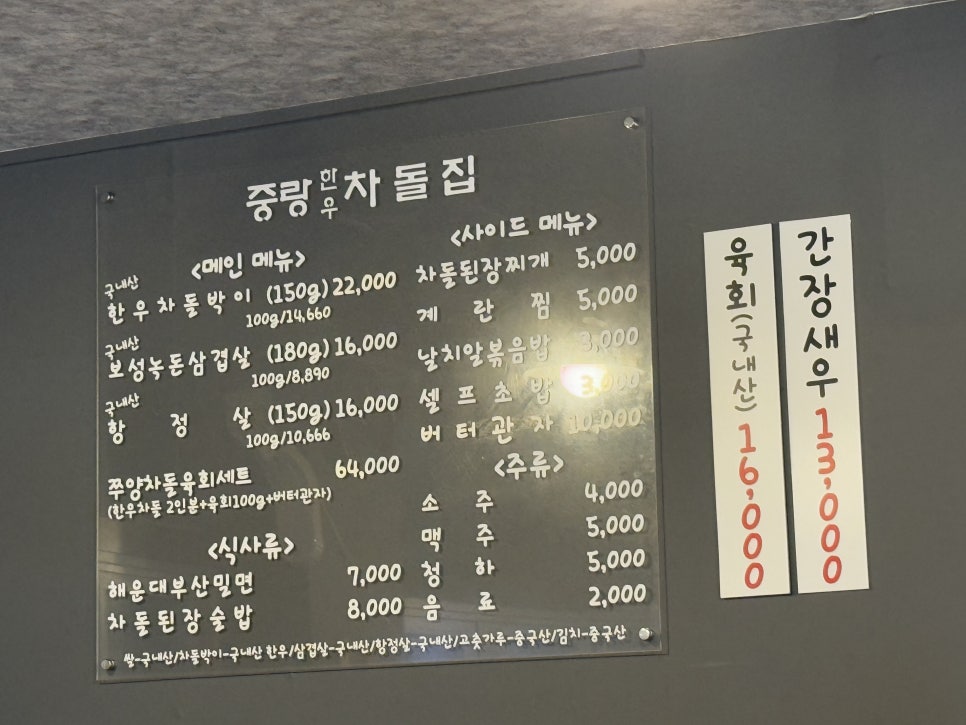 중랑한우차돌집
<메인 메뉴>
국내산
한우차돌박이 (150g) 22,000
100g/14,660
국내산
보성녹돈삼겹살 (180g) 16,000
100g/8,890
국내산
항 정 살 (150g) 16,000
100g/10,666
쭈양차돌육회세트 64,000
(한우차돌 2인분+육회100g+버터관자)
<식사류>
해운대부산밀면 7,000
차돌된장술밥 8,000
<사이드 메뉴>
차돌된장찌개 5,000
계 란 찜 5,000
날치알볶음밥 3,000
셀 프 초 밥 3,000
버 터 관 자 10,000
<주류>
소 주 4,000
맥 주 5,000
청 하 5,000
음 료 2,000
쌀-국내산/차돌박이-국내산 한우/삼겹살-국내산/항정살-국내산/고춧가루-중국산/김치-중국산
육회(국내산) 16,000
간장새우 13,000